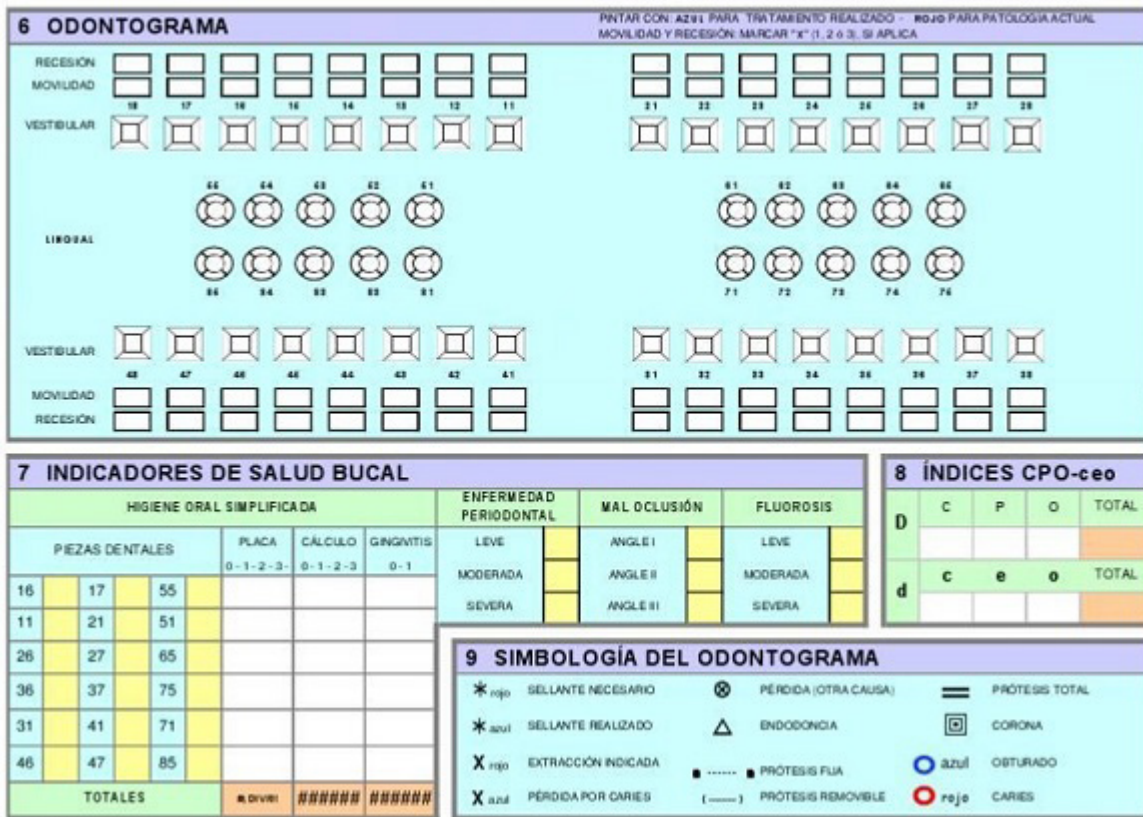 6 ODONTOGRAMA
PINTAR CON: AZUL PARA TRATAMIENTO REALIZADO - ROJO PARA PATOLOGÍA ACTUAL
MOVILIDAD Y RECESIÓN: MARCAR "X" (1, 2 ó 3), SI APLICA
RECESIÓN
MOVILIDAD
18 17 16 15 14 13 12 11 21 22 23 24 25 26 27 28
VESTIBULAR
55 54 53 52 51 61 62 63 64 65
LINGUAL
85 84 83 82 81 71 72 73 74 75
VESTIBULAR
48 47 46 45 44 43 42 41 31 32 33 34 35 36 37 38
MOVILIDAD
RECESIÓN
7 INDICADORES DE SALUD BUCAL
HIGIENE ORAL SIMPLIFICADA
PIEZAS DENTALES
PLACA
0-1-2-3-
CÁLCULO
0-1-2-3
GINGIVITIS
0-1
16 17 55
11 21 51
26 27 65
36 37 75
31 41 71
46 47 85
TOTALES ###### ######
ENFERMEDAD
PERIODONTAL
LEVE
MODERADA
SEVERA
MAL OCLUSIÓN
ANGLE I
ANGLE II
ANGLE III
FLUOROSIS
LEVE
MODERADA
SEVERA
8 ÍNDICES CPO-ceo
D C P O TOTAL
d c e o TOTAL
9 SIMBOLOGÍA DEL ODONTOGRAMA
* rojo SELLANTE NECESARIO
* azul SELLANTE REALIZADO
X rojo EXTRACCIÓN INDICADA
X azul PÉRDIDA POR CARIES
PÉRDIDA (OTRA CAUSA)
ENDODONCIA
PRÓTESIS FIJA
(------) PRÓTESIS REMOVIBLE
PRÓTESIS TOTAL
CORONA
azul OBTURADO
rojo CARIES